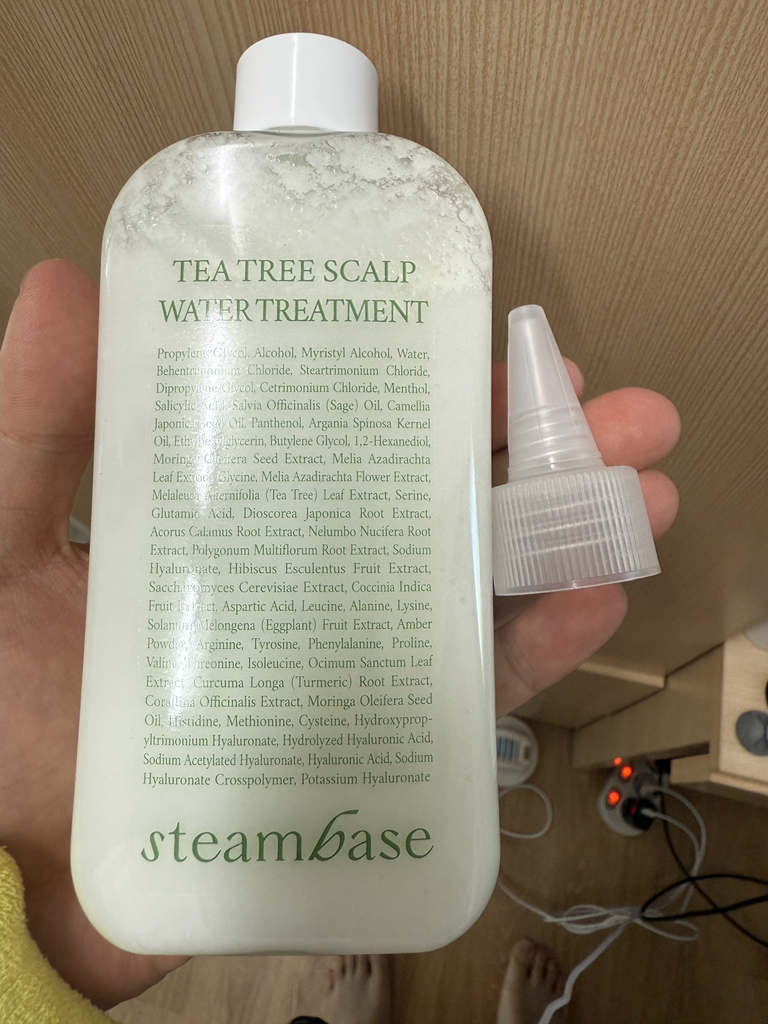 TEA TREE SCALP
WATER TREATMENT
Propylene Glycol, Alcohol, Myristyl Alcohol, Water,
Behentrimonium Chloride, Steartrimonium Chloride,
Dipropylene Glycol, Cetrimonium Chloride, Menthol,
Salicylic Acid, Salvia Officinalis (Sage) Oil, Camellia
Japonica Seed Oil, Panthenol, Argania Spinosa Kernel
Oil, Ethylhexylglycerin, Butylene Glycol, 1,2-Hexanediol,
Moringa Oleifera Seed Extract, Melia Azadirachta
Leaf Extract, Glycine, Melia Azadirachta Flower Extract,
Melaleuca Alternifolia (Tea Tree) Leaf Extract, Serine,
Glutamic Acid, Dioscorea Japonica Root Extract,
Acorus Calamus Root Extract, Nelumbo Nucifera Root
Extract, Polygonum Multiflorum Root Extract, Sodium
Hyaluronate, Hibiscus Esculentus Fruit Extract,
Saccharomyces Cerevisiae Extract, Coccinia Indica
Fruit Extract, Aspartic Acid, Leucine, Alanine, Lysine,
Solanum Melongena (Eggplant) Fruit Extract, Amber
Powder, Arginine, Tyrosine, Phenylalanine, Proline,
Valine, Threonine, Isoleucine, Ocimum Sanctum Leaf
Extract, Curcuma Longa (Turmeric) Root Extract,
Corallina Officinalis Extract, Moringa Oleifera Seed
Oil, Histidine, Methionine, Cysteine, Hydroxyprop-
yltrimonium Hyaluronate, Hydrolyzed Hyaluronic Acid,
Sodium Acetylated Hyaluronate, Hyaluronic Acid, Sodium
Hyaluronate Crosspolymer, Potassium Hyaluronate
steambase